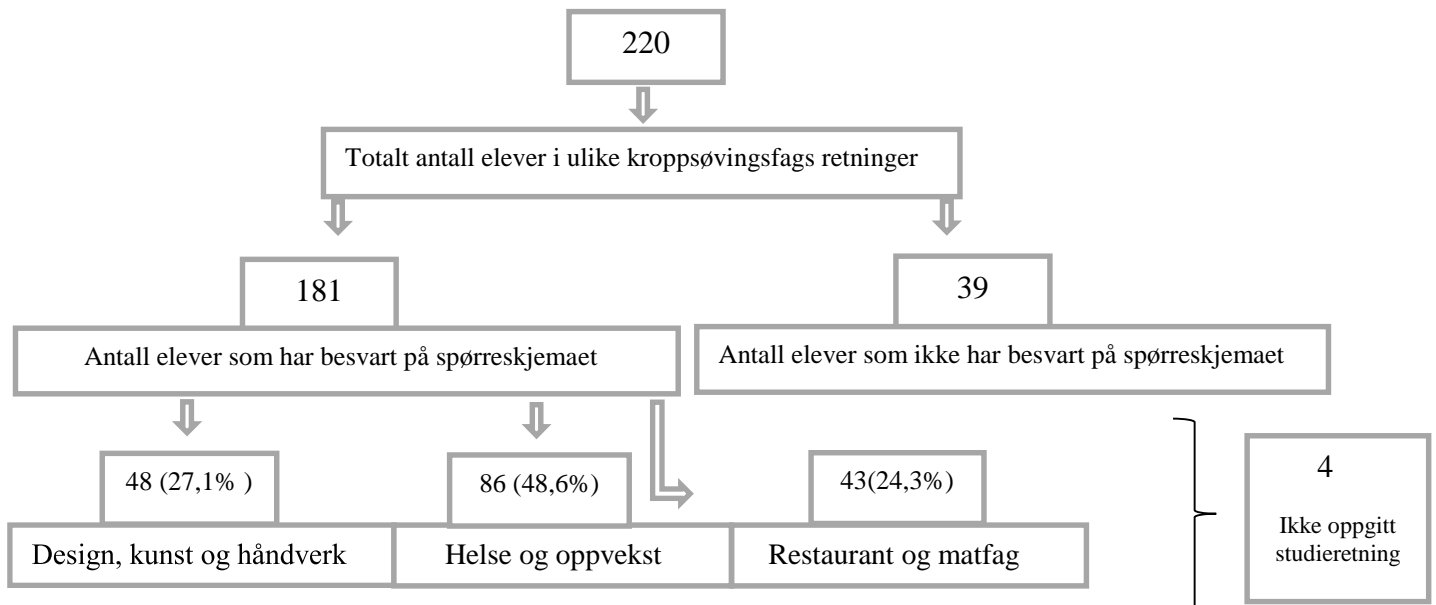 220
Totalt antall elever i ulike kroppsøvingsfags retninger
181
39
Antall elever som har besvart på spørreskjemaet
Antall elever som ikke har besvart på spørreskjemaet
48 (27,1% )
86 (48,6%)
43(24,3%)
4
Ikke oppgitt
studieretning
Design, kunst og håndverk
Helse og oppvekst
Restaurant og matfag